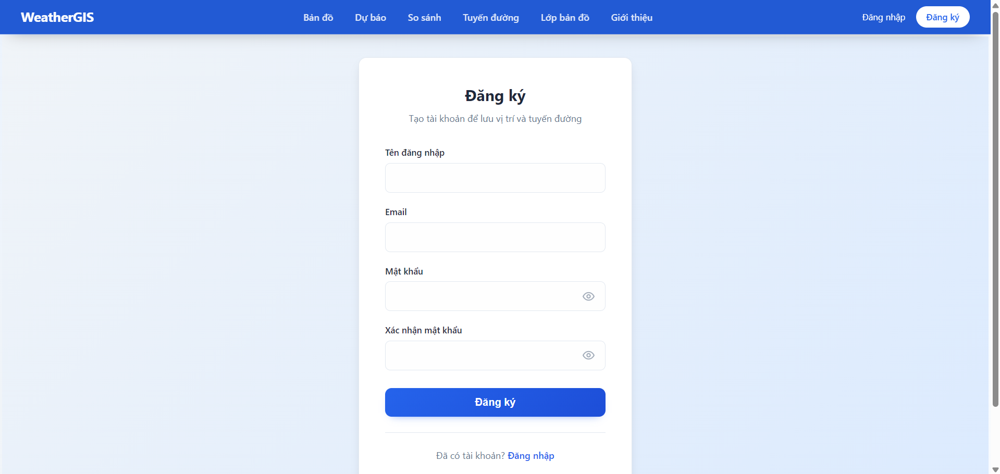 WeatherGIS
Bản đồ
Dự báo
So sánh
Tuyến đường
Lớp bản đồ
Giới thiệu
Đăng nhập
Đăng ký
Đăng ký
Tạo tài khoản để lưu vị trí và tuyến đường
Tên đăng nhập
Email
Mật khẩu
Xác nhận mật khẩu
Đăng ký
Đã có tài khoản? Đăng nhập